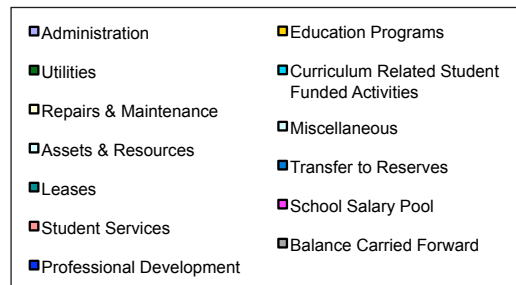 Administration
Utilities
Repairs & Maintenance
Assets & Resources
Leases
Student Services
Professional Development
Education Programs
Curriculum Related Student
Funded Activities
Miscellaneous
Transfer to Reserves
School Salary Pool
Balance Carried Forward